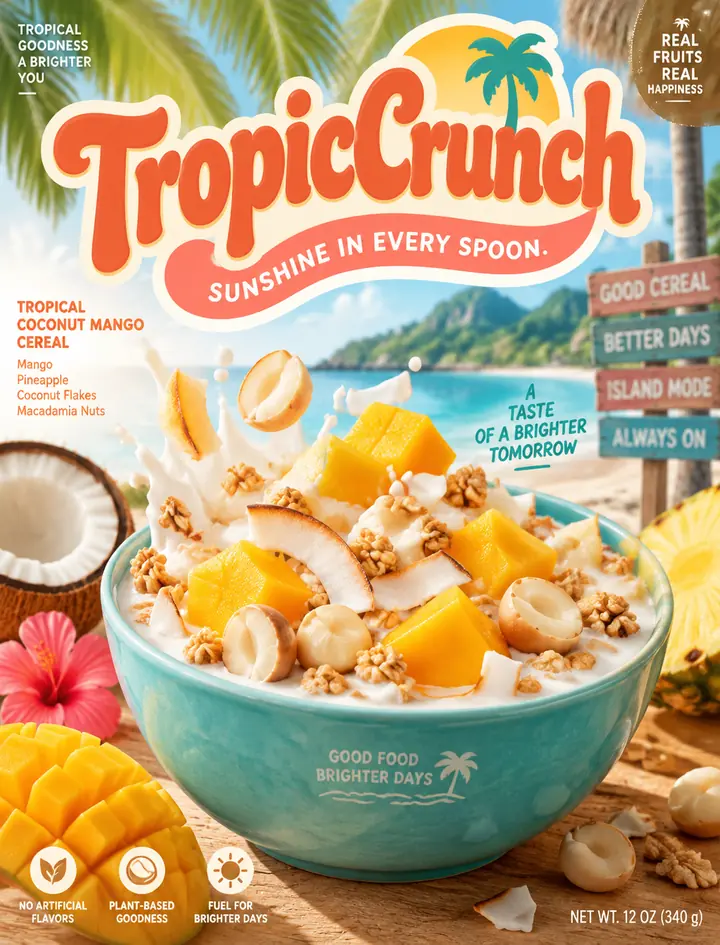 TROPICAL
GOODNESS
A BRIGHTER
YOU
REAL
FRUITS
REAL
HAPPINESS
TropicCrunch
SUNSHINE IN EVERY SPOON.
TROPICAL
COCONUT MANGO
CEREAL
Mango
Pineapple
Coconut Flakes
Macadamia Nuts
GOOD CEREAL
BETTER DAYS
ISLAND MODE
ALWAYS ON
A
TASTE
OF A BRIGHTER
TOMORROW
GOOD FOOD
BRIGHTER DAYS
NO ARTIFICIAL
FLAVORS
PLANT-BASED
GOODNESS
FUEL FOR
BRIGHTER DAYS
NET WT. 12 OZ (340 g)